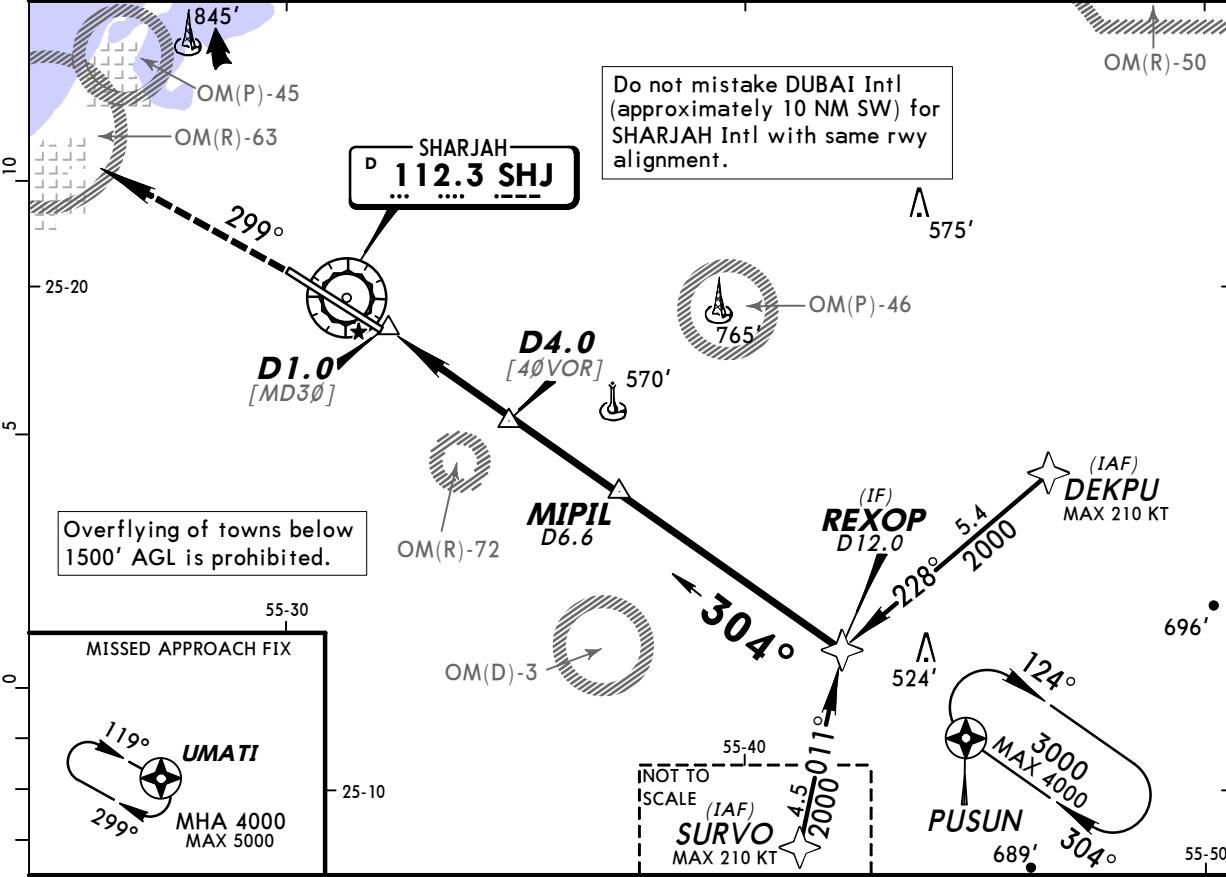 845'
OM(P)-45
OM(R)-63
OM(R)-50
Do not mistake DUBAI Intl
(approximately 10 NM SW) for
SHARJAH Intl with same rwy
alignment.
SHARJAH
D 112.3 SHJ
10
299°
575'
25-20
OM(P)-46
765'
D1.0
[MD3Ø]
D4.0
[4ØVOR]
570'
5
(IAF)
DEKPU
MAX 210 KT
5.4
2000
228°
(IF)
REXOP
D12.0
MIPIL
D6.6
OM(R)-72
Overflying of towns below
1500' AGL is prohibited.
55-30
304°
696'
OM(D)-3
524'
0
MISSED APPROACH FIX
119°
UMATI
299°
MHA 4000
MAX 5000
25-10
55-40
NOT TO
SCALE
(IAF)
SURVO
MAX 210 KT
4.5
2000
011°
124°
3000
MAX 4000
304°
PUSUN
689'
55-50